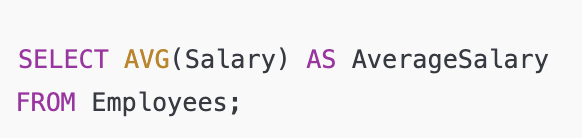 SELECT AVG(Salary) AS AverageSalary
FROM Employees;